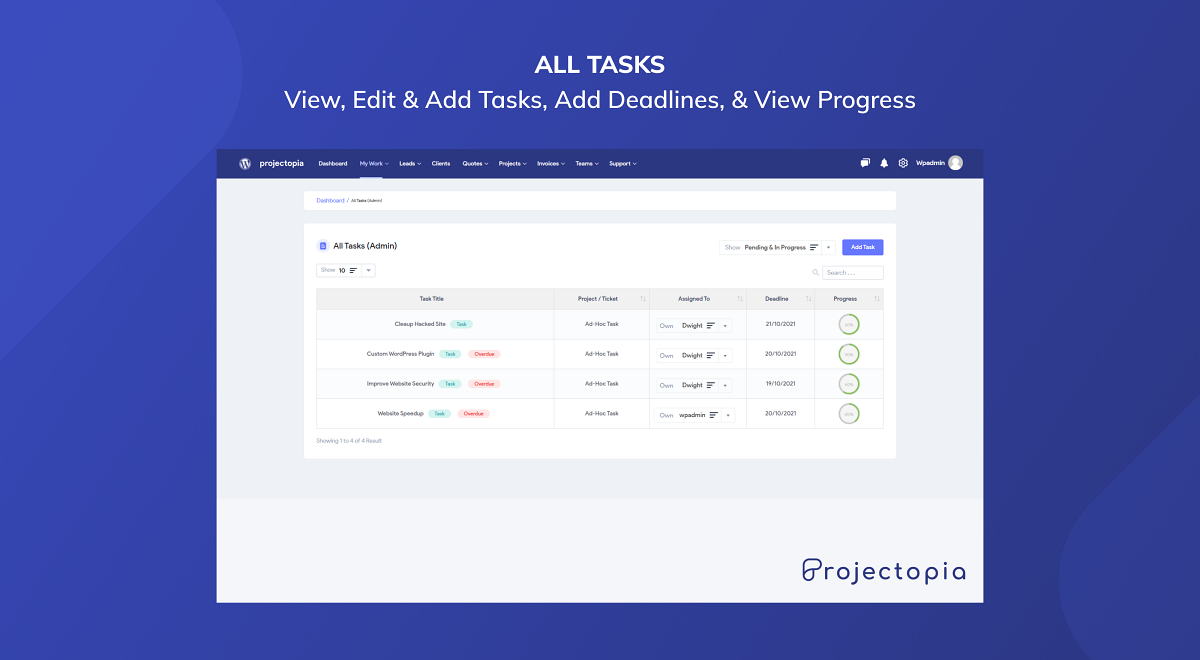 ALL TASKS
View, Edit & Add Tasks, Add Deadlines, & View Progress
projectopia Dashboard My Work Leads Clients Quotes Projects Invoices Teams Support Wpadmin
Dashboard / All Tasks (Admin)
All Tasks (Admin) Show Pending & In Progress Add Task
Show 10 Search . . .
Task Title Project / Ticket Assigned To Deadline Progress
Cleaup Hacked Site Task Ad-Hoc Task Own Dwight 21/10/2021
Custom WordPress Plugin Task Overdue Ad-Hoc Task Own Dwight 20/10/2021
Improve Website Security Task Overdue Ad-Hoc Task Own Dwight 19/10/2021
Website Speedup Task Overdue Ad-Hoc Task Own wpadmin 20/10/2021
Showing 1 to 4 of 4 Result
Projectopia